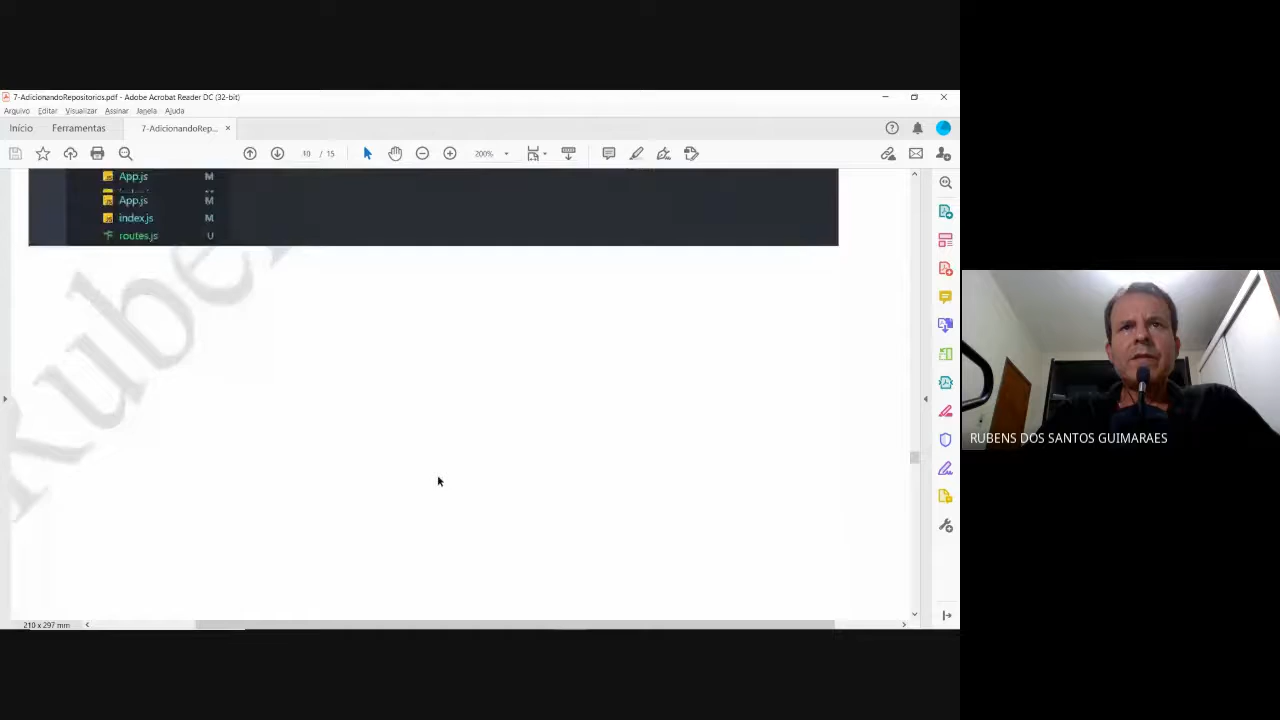 7-AdicionandoRepositorios.pdf - Adobe Acrobat Reader DC (32-bit)
Arquivo Editar Visualizar Assinar Janela Ajuda
Início Ferramentas 7-AdicionandoRep... ×
10 / 15 200%
App.js M
App.js M
index.js M
routes.js U
Rube
RUBENS DOS SANTOS GUIMARAES
210 x 297 mm